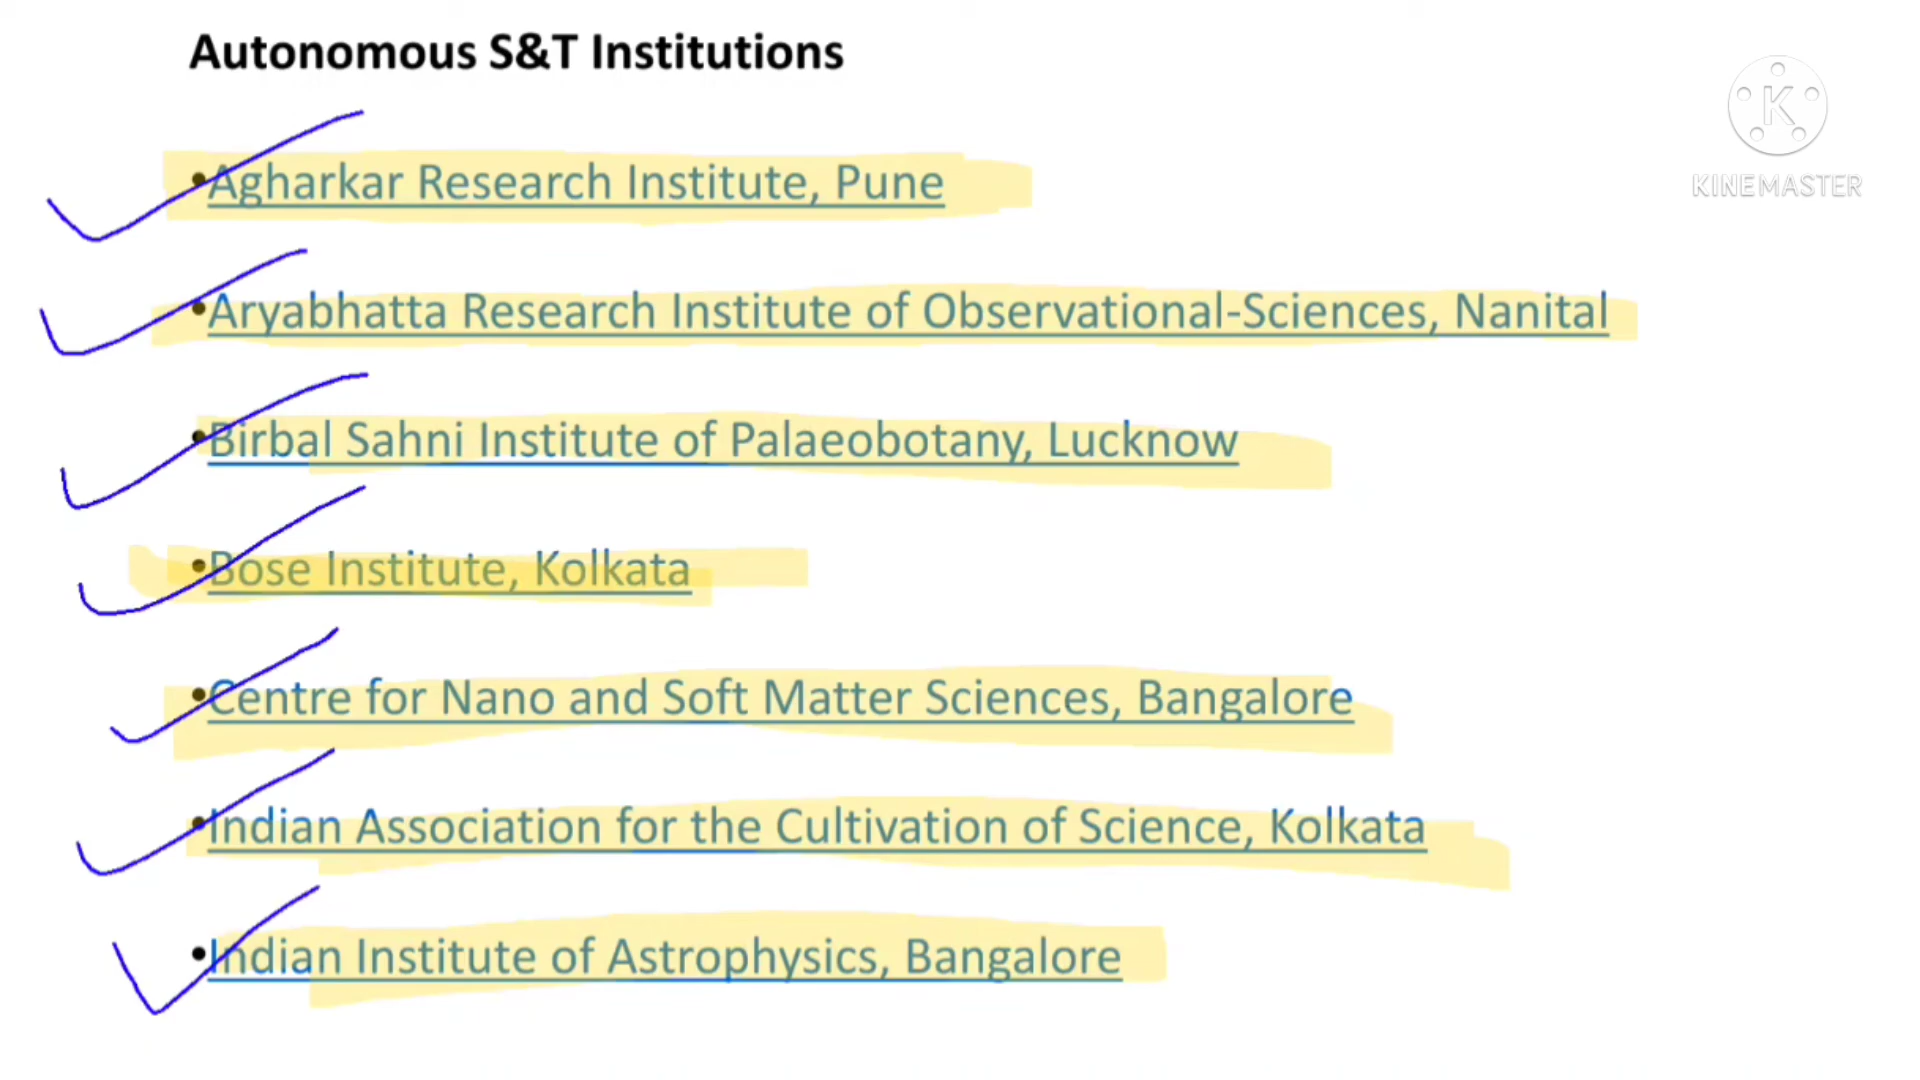 Autonomous S&T Institutions
K
KINEMASTER
•Agharkar Research Institute, Pune
•Aryabhatta Research Institute of Observational-Sciences, Nanital
•Birbal Sahni Institute of Palaeobotany, Lucknow
•Bose Institute, Kolkata
•Centre for Nano and Soft Matter Sciences, Bangalore
•Indian Association for the Cultivation of Science, Kolkata
•Indian Institute of Astrophysics, Bangalore